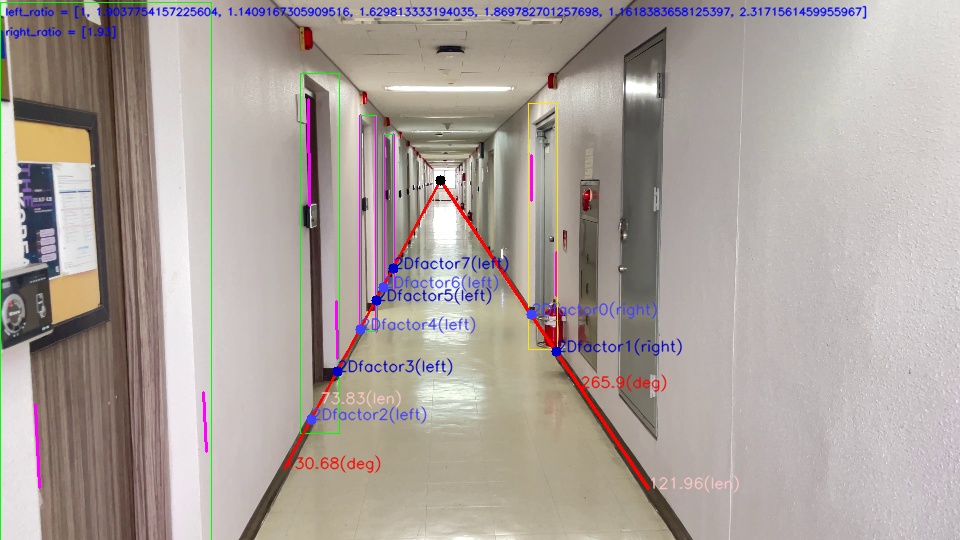 left_ratio = [1, 1.9037754157225604, 1.1409167305909516, 1.629813333194035, 1.869782701257698, 1.1618383658125397, 2.3171561459955967]
right_ratio = [1.93]
2Dfactor7(left)
2Dfactor6(left)
2Dfactor5(left)
2Dfactor0(right)
2Dfactor4(left)
2Dfactor1(right)
2Dfactor3(left)
265.9(deg)
73.83(len)
2Dfactor2(left)
30.68(deg)
121.96(len)